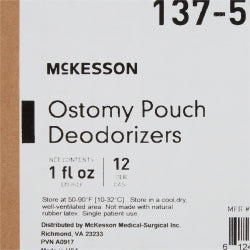 137-5
MCKESSON
Ostomy Pouch
Deodorizers
NET CONTENTS
1 fl oz
12
PER
Store at 50-90°F [10-32°C]. Store in a cool, dry,
well-ventilated area. Not made with natural
rubber latex. Single patient use.
Distributed by McKesson Medical-Surgical Inc.
Richmond, VA 23233
PVN A0917
MFR #